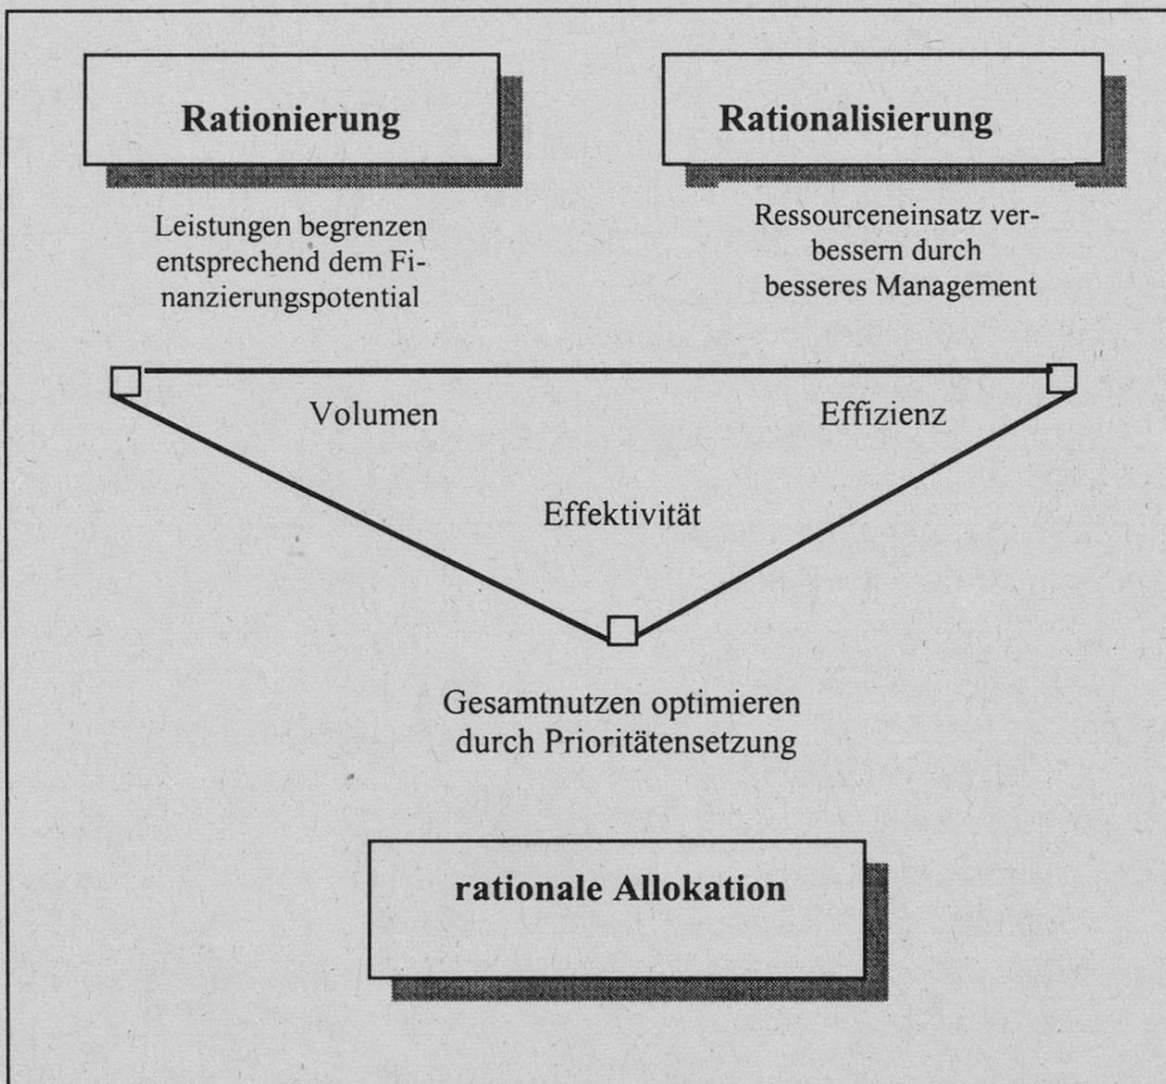 Rationierung
Rationalisierung
Leistungen begrenzen
entsprechend dem Fi-
nanzierungspotential
Ressourceneinsatz ver-
bessern durch
besseres Management
Volumen
Effizienz
Effektivität
Gesamtnutzen optimieren
durch Prioritätensetzung
rationale Allokation